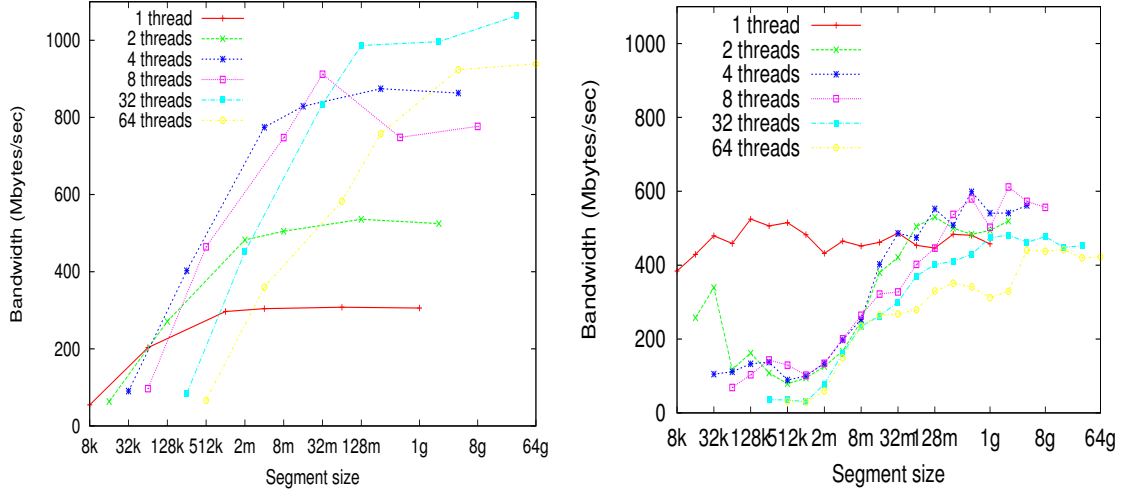 1 thread
2 threads
4 threads
8 threads
32 threads
64 threads
Bandwidth (Mbytes/sec)
1000
800
600
400
200
0
8k 32k 128k 512k 2m 8m 32m 128m 1g 8g 64g
Segment size
1 thread
2 threads
4 threads
8 threads
32 threads
64 threads
Bandwidth (Mbytes/sec)
1000
800
600
400
200
0
8k 32k 128k 512k 2m 8m 32m 128m 1g 8g 64g
Segment size